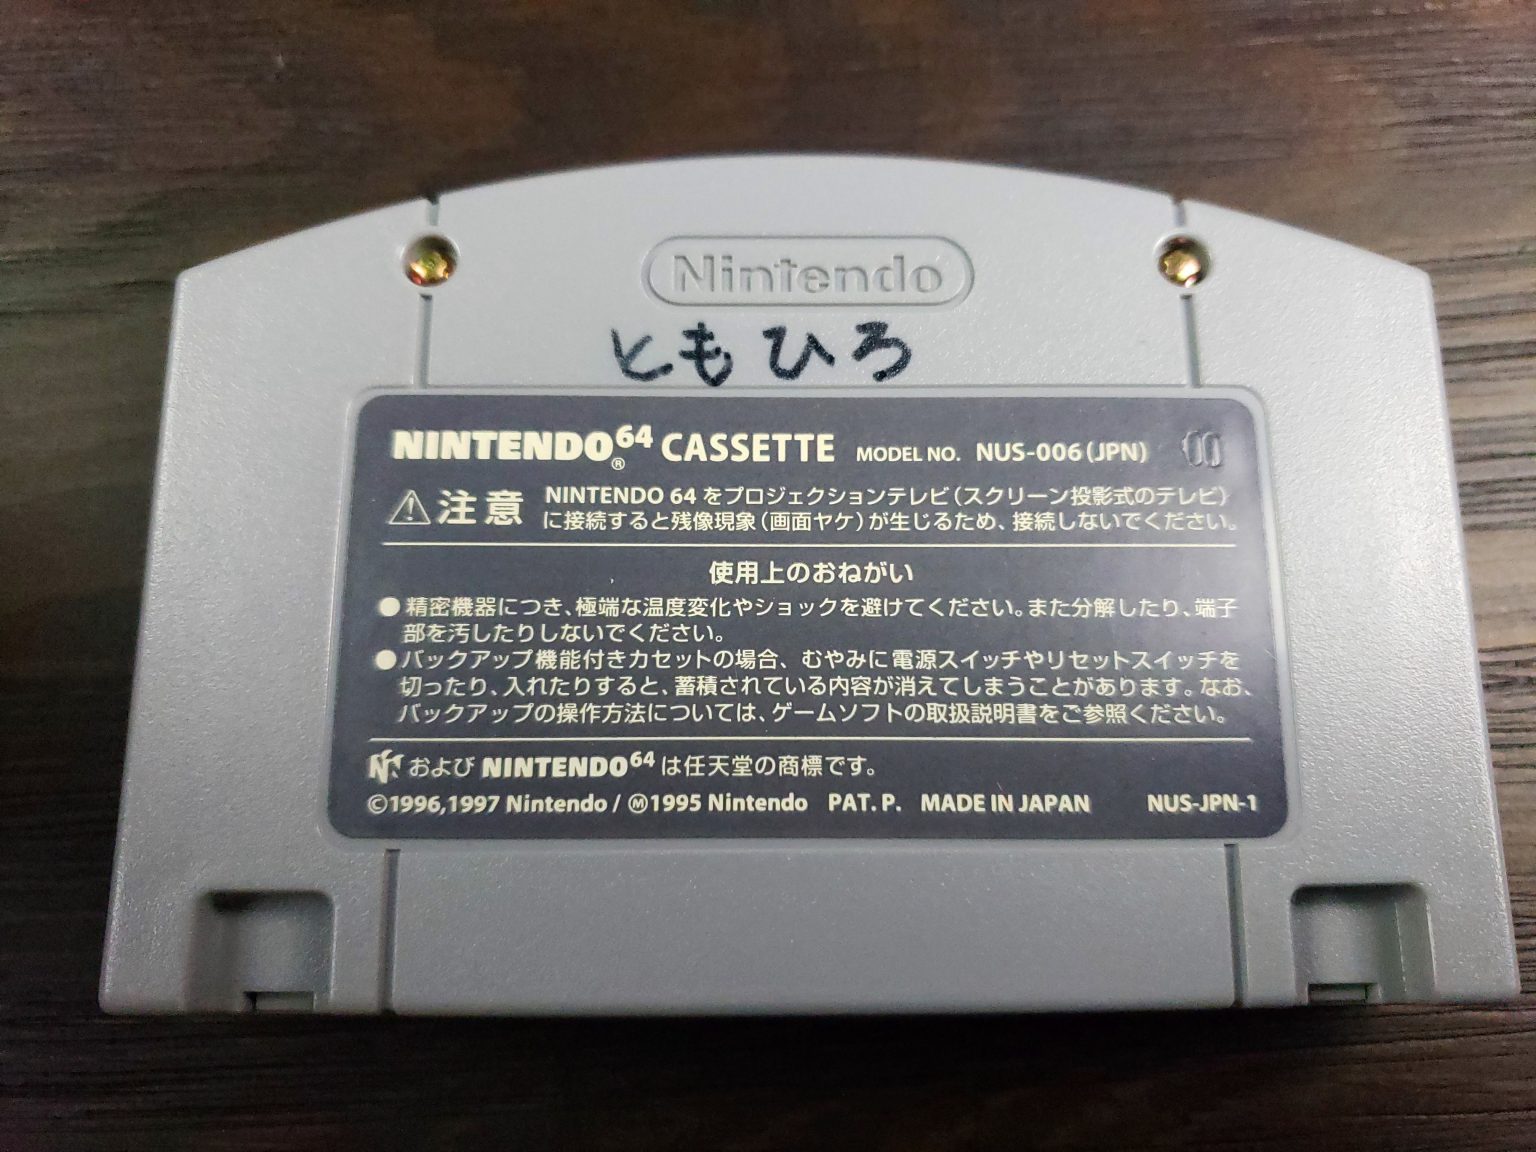 Nintendo
ともひろ
NINTENDO64® CASSETTE MODEL NO. NUS-006(JPN) 00
⚠注意 NINTENDO 64 をプロジェクションテレビ(スクリーン投影式のテレビ)
に接続すると残像現象(画面ヤケ)が生じるため、接続しないでください。
使用上のおねがい
●精密機器につき、極端な温度変化やショックを避けてください。また分解したり、端子
部を汚したりしないでください。
●バックアップ機能付きカセットの場合、むやみに電源スイッチやリセットスイッチを
切ったり、入れたりすると、蓄積されている内容が消えてしまうことがあります。なお、
バックアップの操作方法については、ゲームソフトの取扱説明書をご参照ください。
および NINTENDO64 は任天堂の商標です。
©1996,1997 Nintendo / Ⓜ1995 Nintendo PAT. P. MADE IN JAPAN NUS-JPN-1